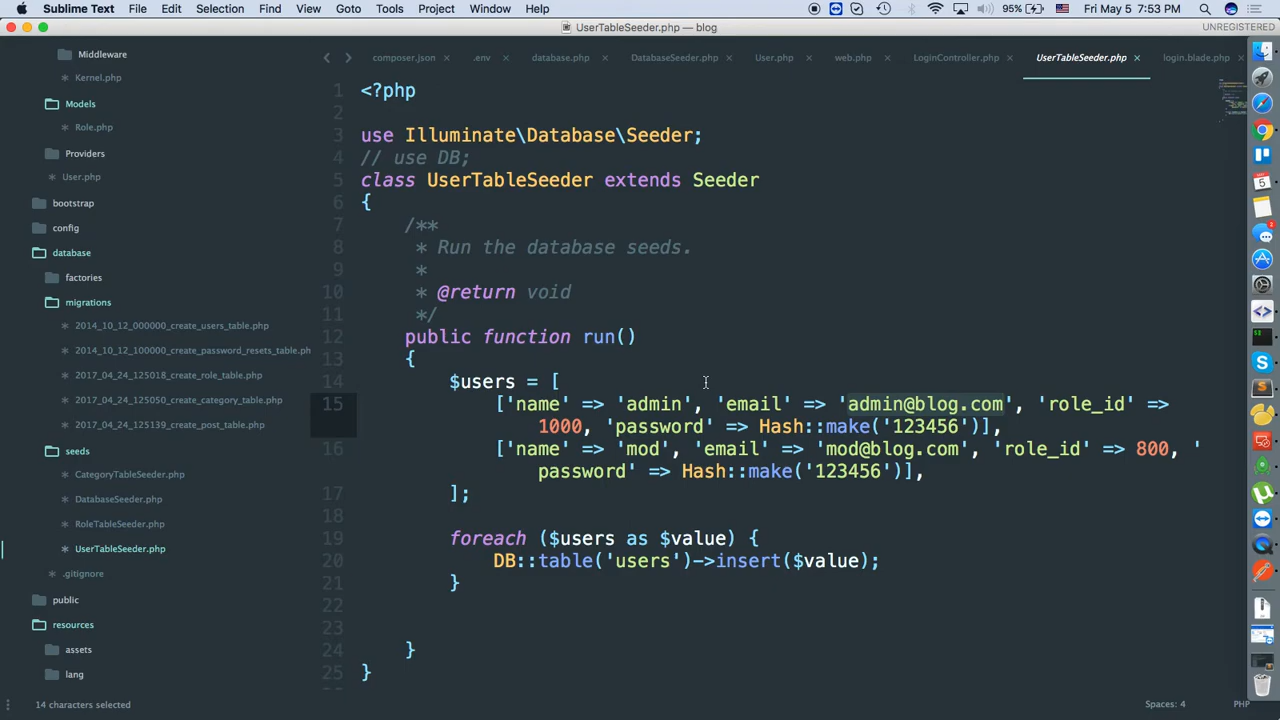 Sublime Text File Edit Selection Find View Goto Tools Project Window Help 95% Fri May 5 7:53 PM
UserTableSeeder.php — blog UNREGISTERED
composer.json × .env × database.php × DatabaseSeeder.php × User.php × web.php × LoginController.php × UserTableSeeder.php × login.blade.php ×
Middleware
Kernel.php
Models
Role.php
Providers
User.php
bootstrap
config
database
factories
migrations
2014_10_12_000000_create_users_table.php
2014_10_12_100000_create_password_resets_table.ph
2017_04_24_125018_create_role_table.php
2017_04_24_125050_create_category_table.php
2017_04_24_125139_create_post_table.php
seeds
CategoryTableSeeder.php
DatabaseSeeder.php
RoleTableSeeder.php
UserTableSeeder.php
.gitignore
public
resources
assets
lang
1 <?php
2
3 use Illuminate\Database\Seeder;
4 // use DB;
5 class UserTableSeeder extends Seeder
6 {
7 /**
8 * Run the database seeds.
9 *
10 * @return void
11 */
12 public function run()
13 {
14 $users = [
15 ['name' => 'admin', 'email' => 'admin@blog.com', 'role_id' =>
1000, 'password' => Hash::make('123456')],
16 ['name' => 'mod', 'email' => 'mod@blog.com', 'role_id' => 800, '
password' => Hash::make('123456')],
17 ];
18
19 foreach ($users as $value) {
20 DB::table('users')->insert($value);
21 }
22
23
24 }
25 }
14 characters selected Spaces: 4 PHP